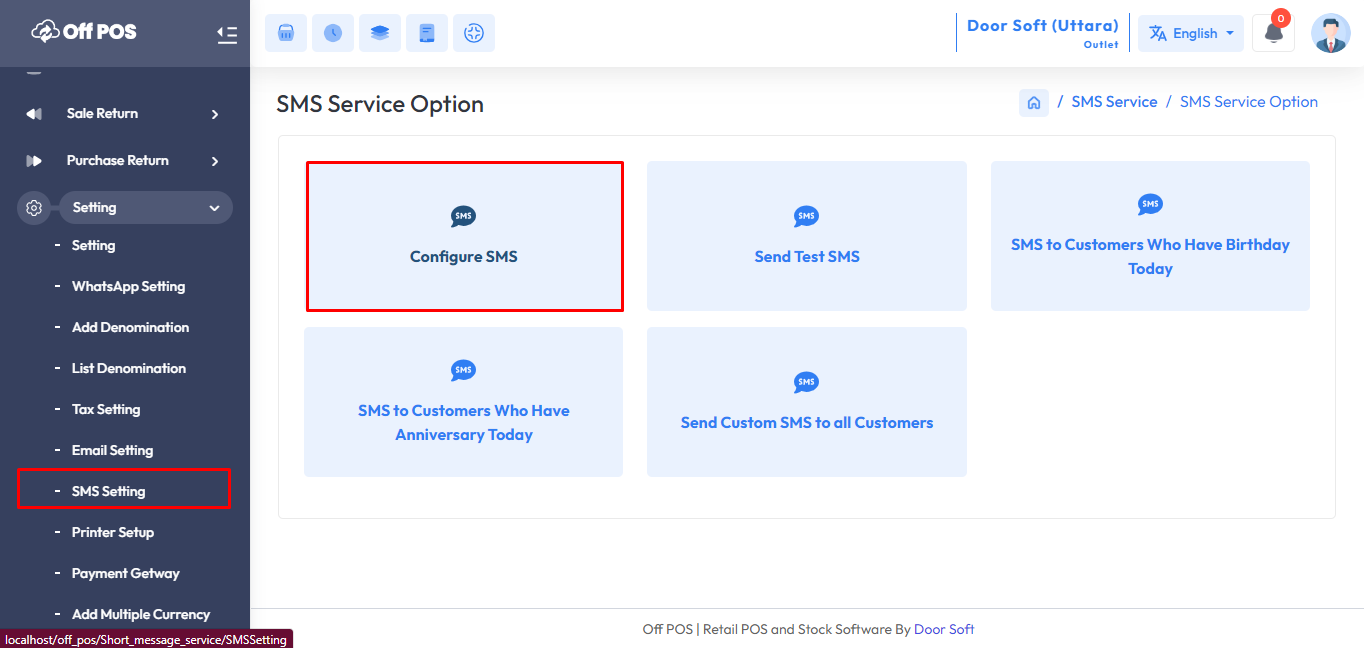 Off POS
Door Soft (Uttara)
Outlet
English
0
Sale Return
Purchase Return
Setting
- Setting
- WhatsApp Setting
- Add Denomination
- List Denomination
- Tax Setting
- Email Setting
- SMS Setting
- Printer Setup
- Payment Getway
- Add Multiple Currency
SMS Service Option
/ SMS Service / SMS Service Option
SMS
Configure SMS
SMS
Send Test SMS
SMS
SMS to Customers Who Have Birthday
Today
SMS
SMS to Customers Who Have
Anniversary Today
SMS
Send Custom SMS to all Customers
Off POS | Retail POS and Stock Software By Door Soft
localhost/off_pos/Short_message_service/SMSSetting